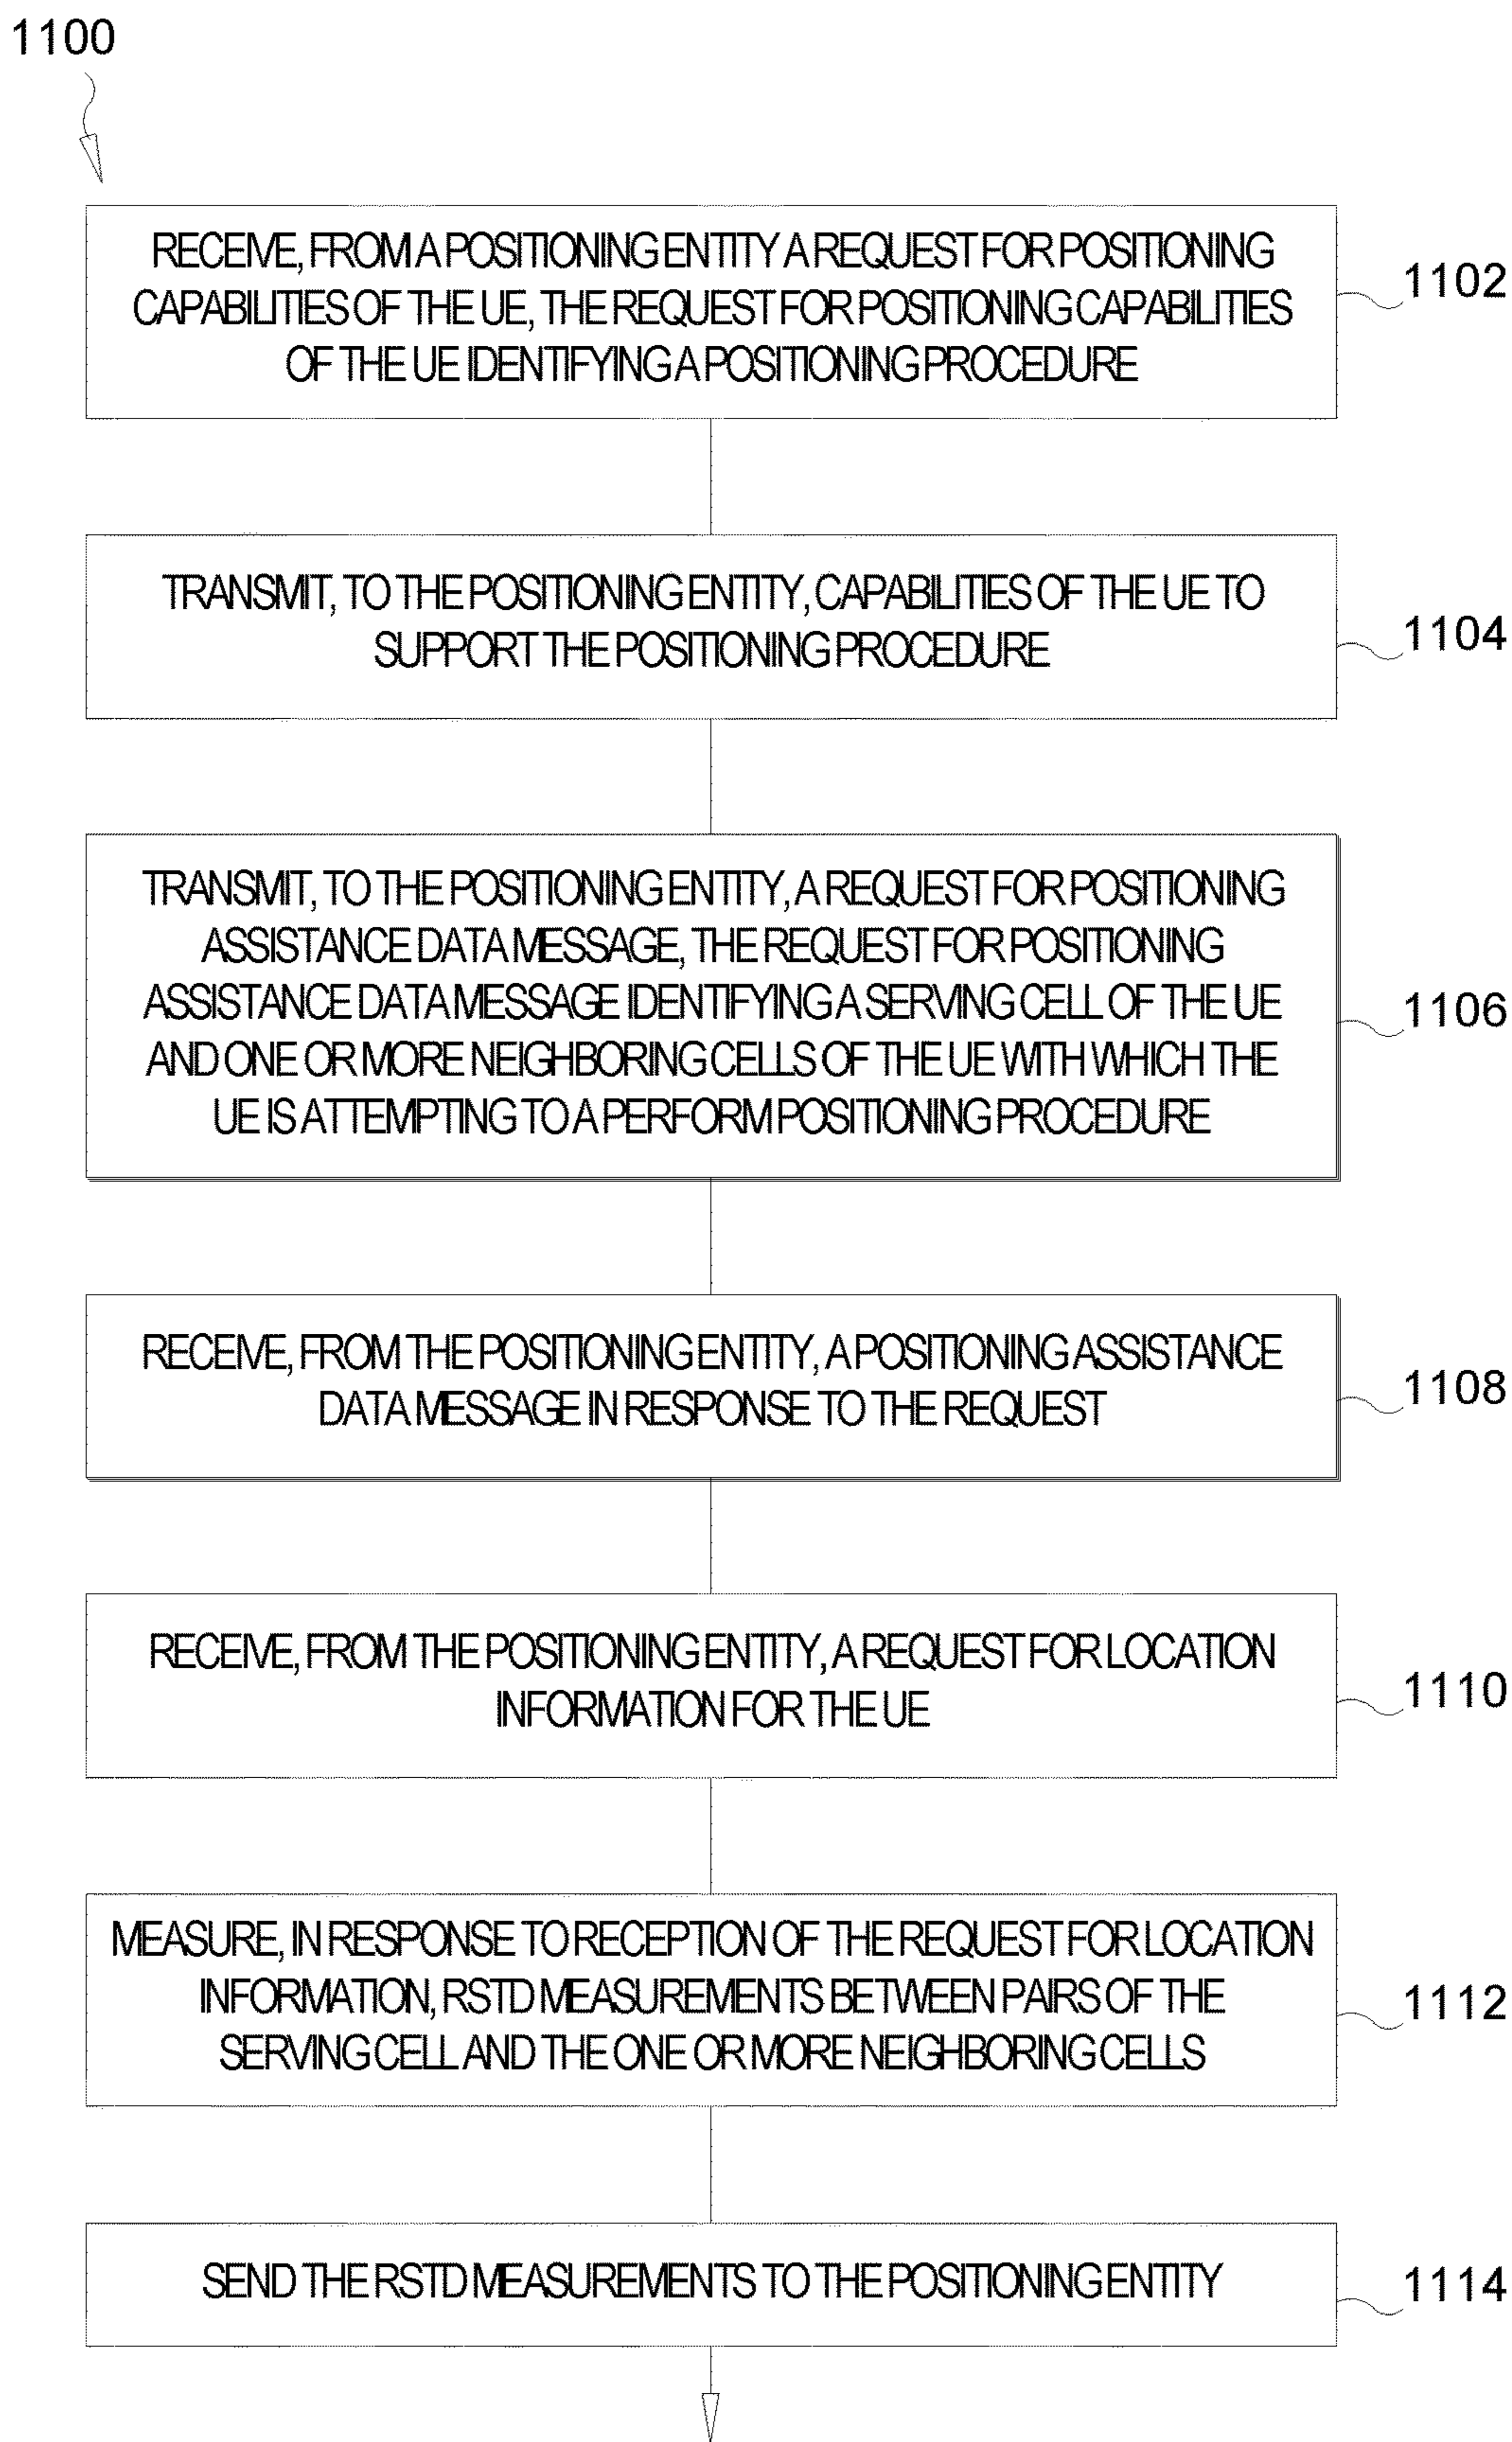 1100
RECEIVE, FROM A POSITIONING ENTITY A REQUEST FOR POSITIONING
CAPABILITIES OF THE UE, THE REQUEST FOR POSITIONING CAPABILITIES
OF THE UE IDENTIFYING A POSITIONING PROCEDURE
1102
TRANSMIT, TO THE POSITIONING ENTITY, CAPABILITIES OF THE UE TO
SUPPORT THE POSITIONING PROCEDURE
1104
TRANSMIT, TO THE POSITIONING ENTITY, A REQUEST FOR POSITIONING
ASSISTANCE DATA MESSAGE, THE REQUEST FOR POSITIONING
ASSISTANCE DATA MESSAGE IDENTIFYING A SERVING CELL OF THE UE
AND ONE OR MORE NEIGHBORING CELLS OF THE UE WITH WHICH THE
UE IS ATTEMPTING TO A PERFORM POSITIONING PROCEDURE
1106
RECEIVE, FROM THE POSITIONING ENTITY, A POSITIONING ASSISTANCE
DATA MESSAGE IN RESPONSE TO THE REQUEST
1108
RECEIVE, FROM THE POSITIONING ENTITY, A REQUEST FOR LOCATION
INFORMATION FOR THE UE
1110
MEASURE, IN RESPONSE TO RECEPTION OF THE REQUEST FOR LOCATION
INFORMATION, RSTD MEASUREMENTS BETWEEN PAIRS OF THE
SERVING CELL AND THE ONE OR MORE NEIGHBORING CELLS
1112
SEND THE RSTD MEASUREMENTS TO THE POSITIONING ENTITY
1114